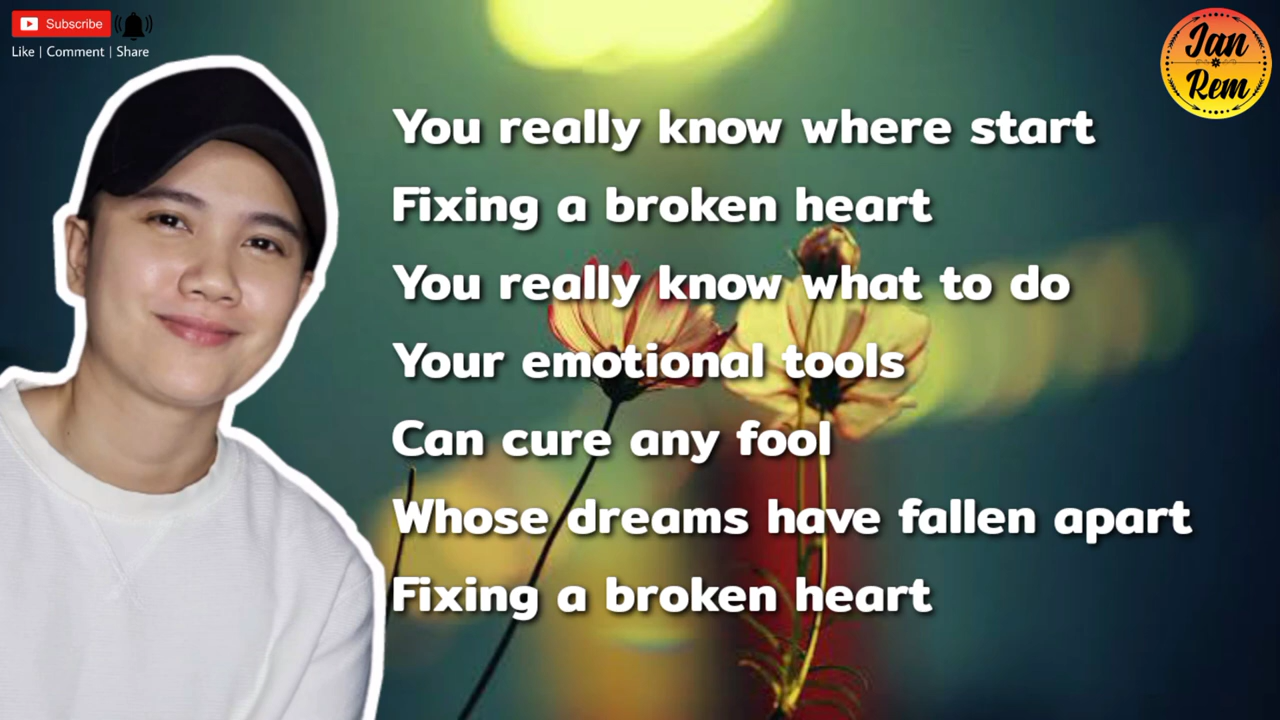 Subscribe
Like | Comment | Share
Jan
Rem
You really know where start
Fixing a broken heart
You really know what to do
Your emotional tools
Can cure any fool
Whose dreams have fallen apart
Fixing a broken heart